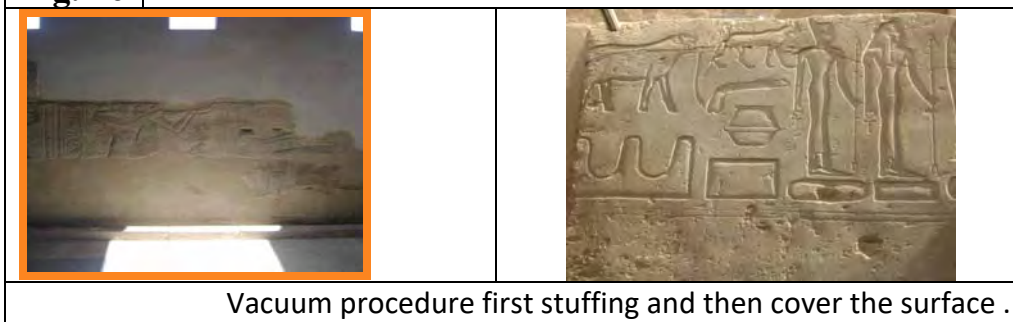 Vacuum procedure first stuffing and then cover the surface .